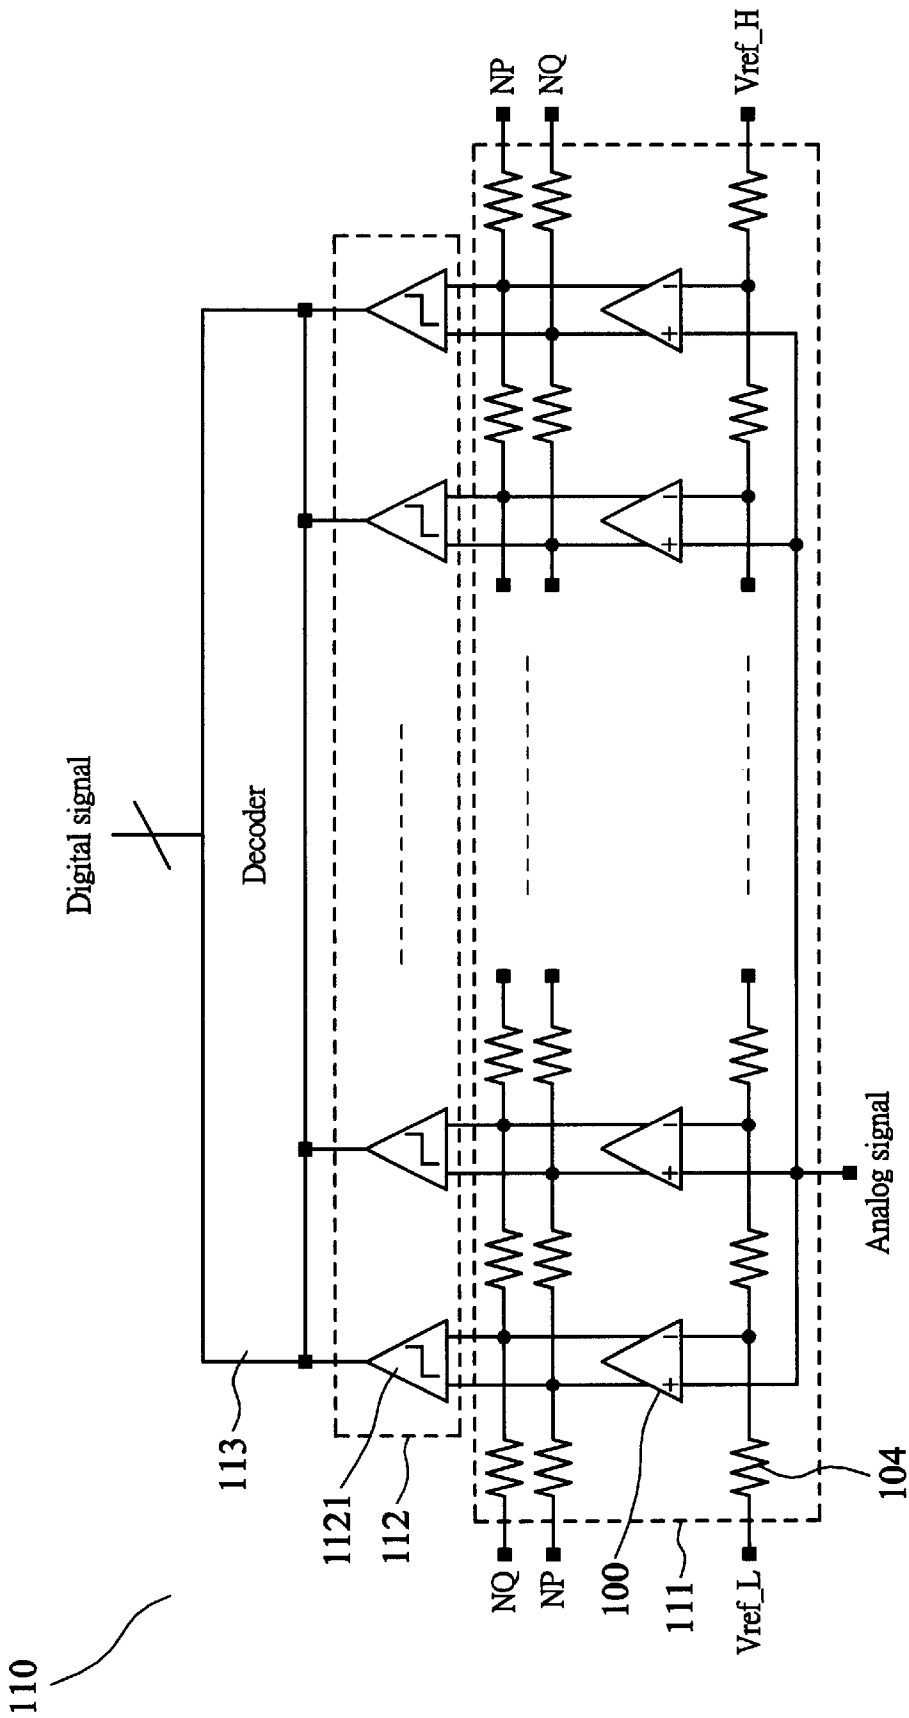 110
Digital signal
Decoder
113
1121
112
NQ
NP
100
111
Vref_L
104
Analog signal
NP
NQ
Vref_H
+
−
+
−
+
−
+
−